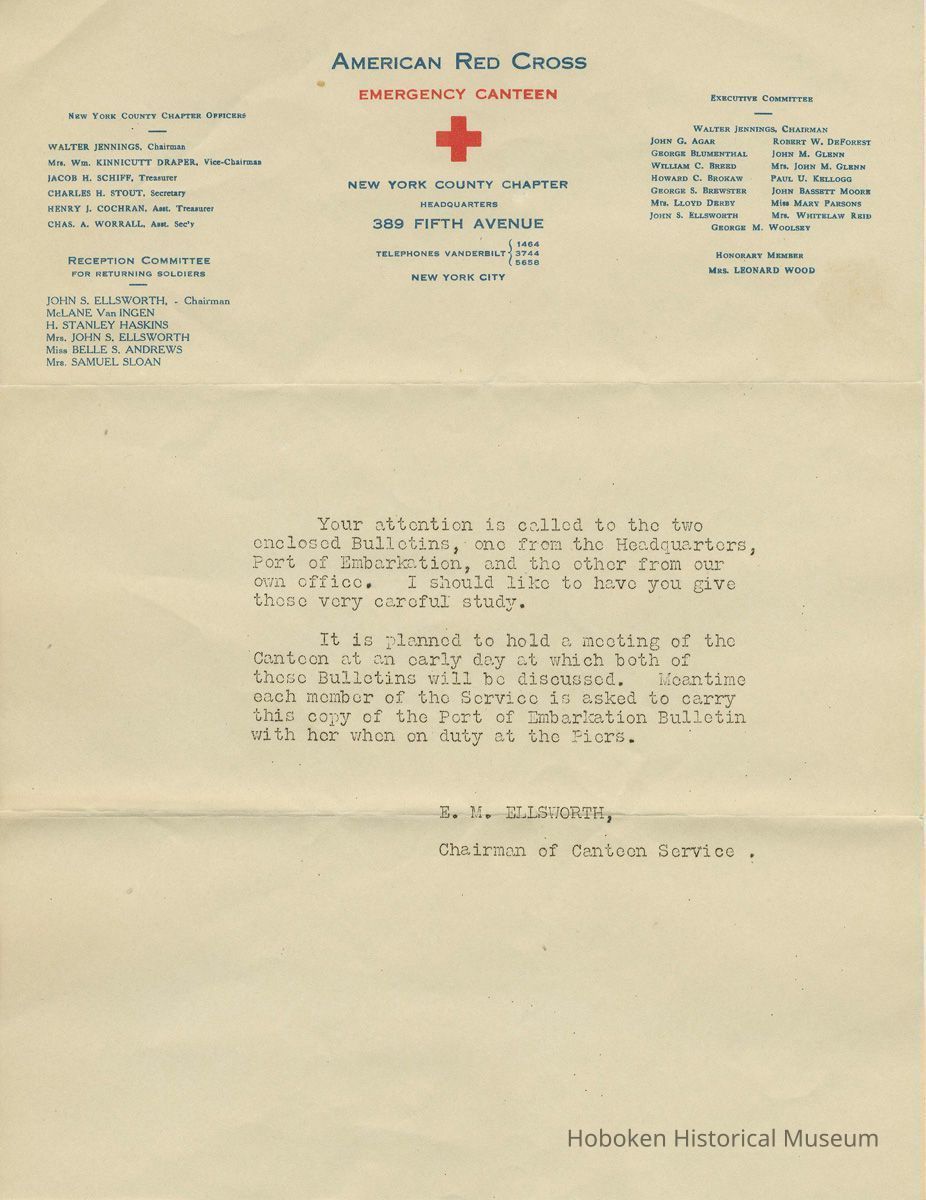 AMERICAN RED CROSS
EMERGENCY CANTEEN
NEW YORK COUNTY CHAPTER
HEADQUARTERS
389 FIFTH AVENUE
TELEPHONES VANDERBILT { 1464
3744
5658
NEW YORK CITY
NEW YORK COUNTY CHAPTER OFFICERS
WALTER JENNINGS, Chairman
Mrs. Wm. KINNICUTT DRAPER, Vice-Chairman
JACOB H. SCHIFF, Treasurer
CHARLES H. STOUT, Secretary
HENRY J. COCHRAN, Asst. Treasurer
CHAS. A. WORRALL, Asst. Sec'y
RECEPTION COMMITTEE
FOR RETURNING SOLDIERS
JOHN S. ELLSWORTH, - Chairman
McLANE Van INGEN
H. STANLEY HASKINS
Mrs. JOHN S. ELLSWORTH
Miss BELLE S. ANDREWS
Mrs. SAMUEL SLOAN
EXECUTIVE COMMITTEE
WALTER JENNINGS, CHAIRMAN
JOHN G. AGAR ROBERT W. DEFOREST
GEORGE BLUMENTHAL JOHN M. GLENN
WILLIAM C. BREED MRS. JOHN M. GLENN
HOWARD C. BROKAW PAUL U. KELLOGG
GEORGE S. BREWSTER JOHN BASSETT MOORE
MRS. LLOYD DERBY MISS MARY PARSONS
JOHN S. ELLSWORTH MRS. WHITELAW REID
GEORGE M. WOOLSEY
HONORARY MEMBER
MRS. LEONARD WOOD
Your attention is called to the two
enclosed Bulletins, one from the Headquarters,
Port of Embarkation, and the other from our
own office. I should like to have you give
these very careful study.
It is planned to hold a meeting of the
Canteen at an early day at which both of
these Bulletins will be discussed. Meantime
each member of the Service is asked to carry
this copy of the Port of Embarkation Bulletin
with her when on duty at the Piers.
E. M. ELLSWORTH,
Chairman of Canteen Service .
Hoboken Historical Museum